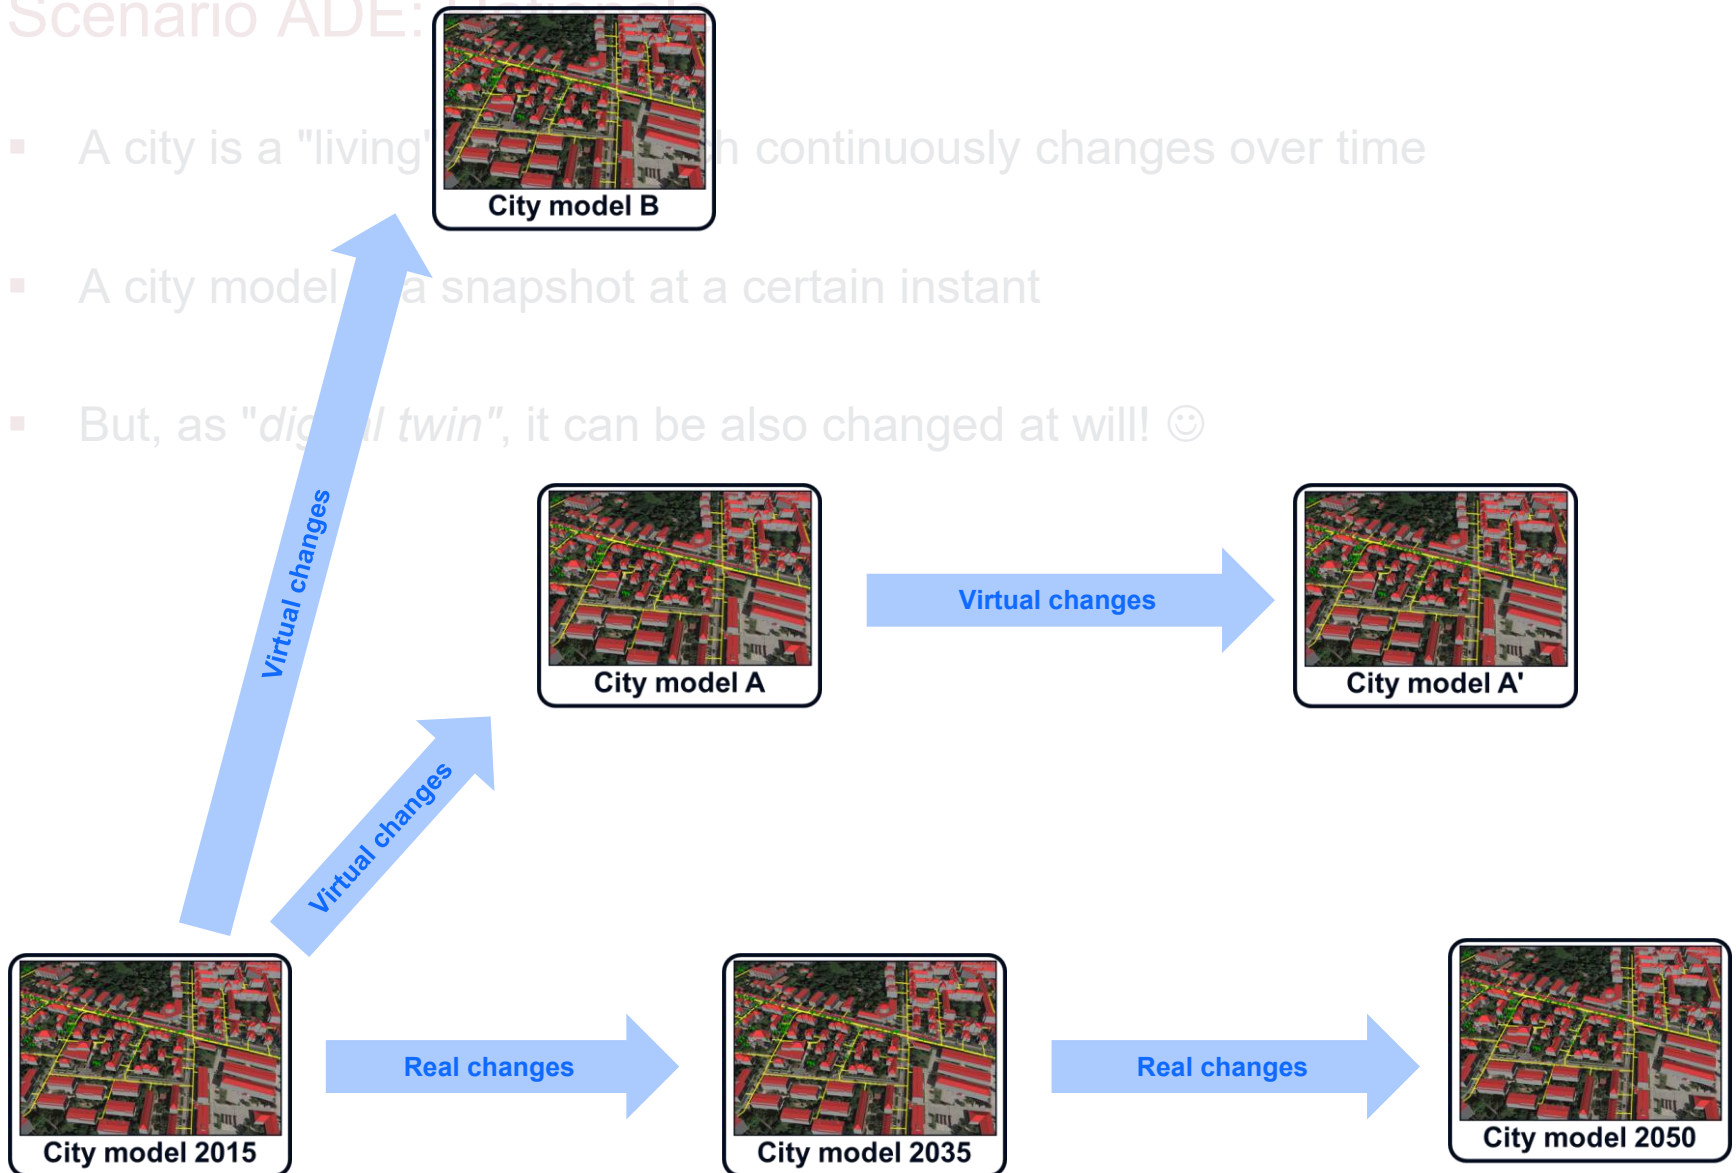 Scenario ADE:
A city is a "living" continuously changes over time
City model B
A city model a snapshot at a certain instant
But, as "digital twin", it can be also changed at will! ☺
Virtual changes
City model A
Virtual changes
City model A'
Virtual changes
City model 2015
Real changes
City model 2035
Real changes
City model 2050